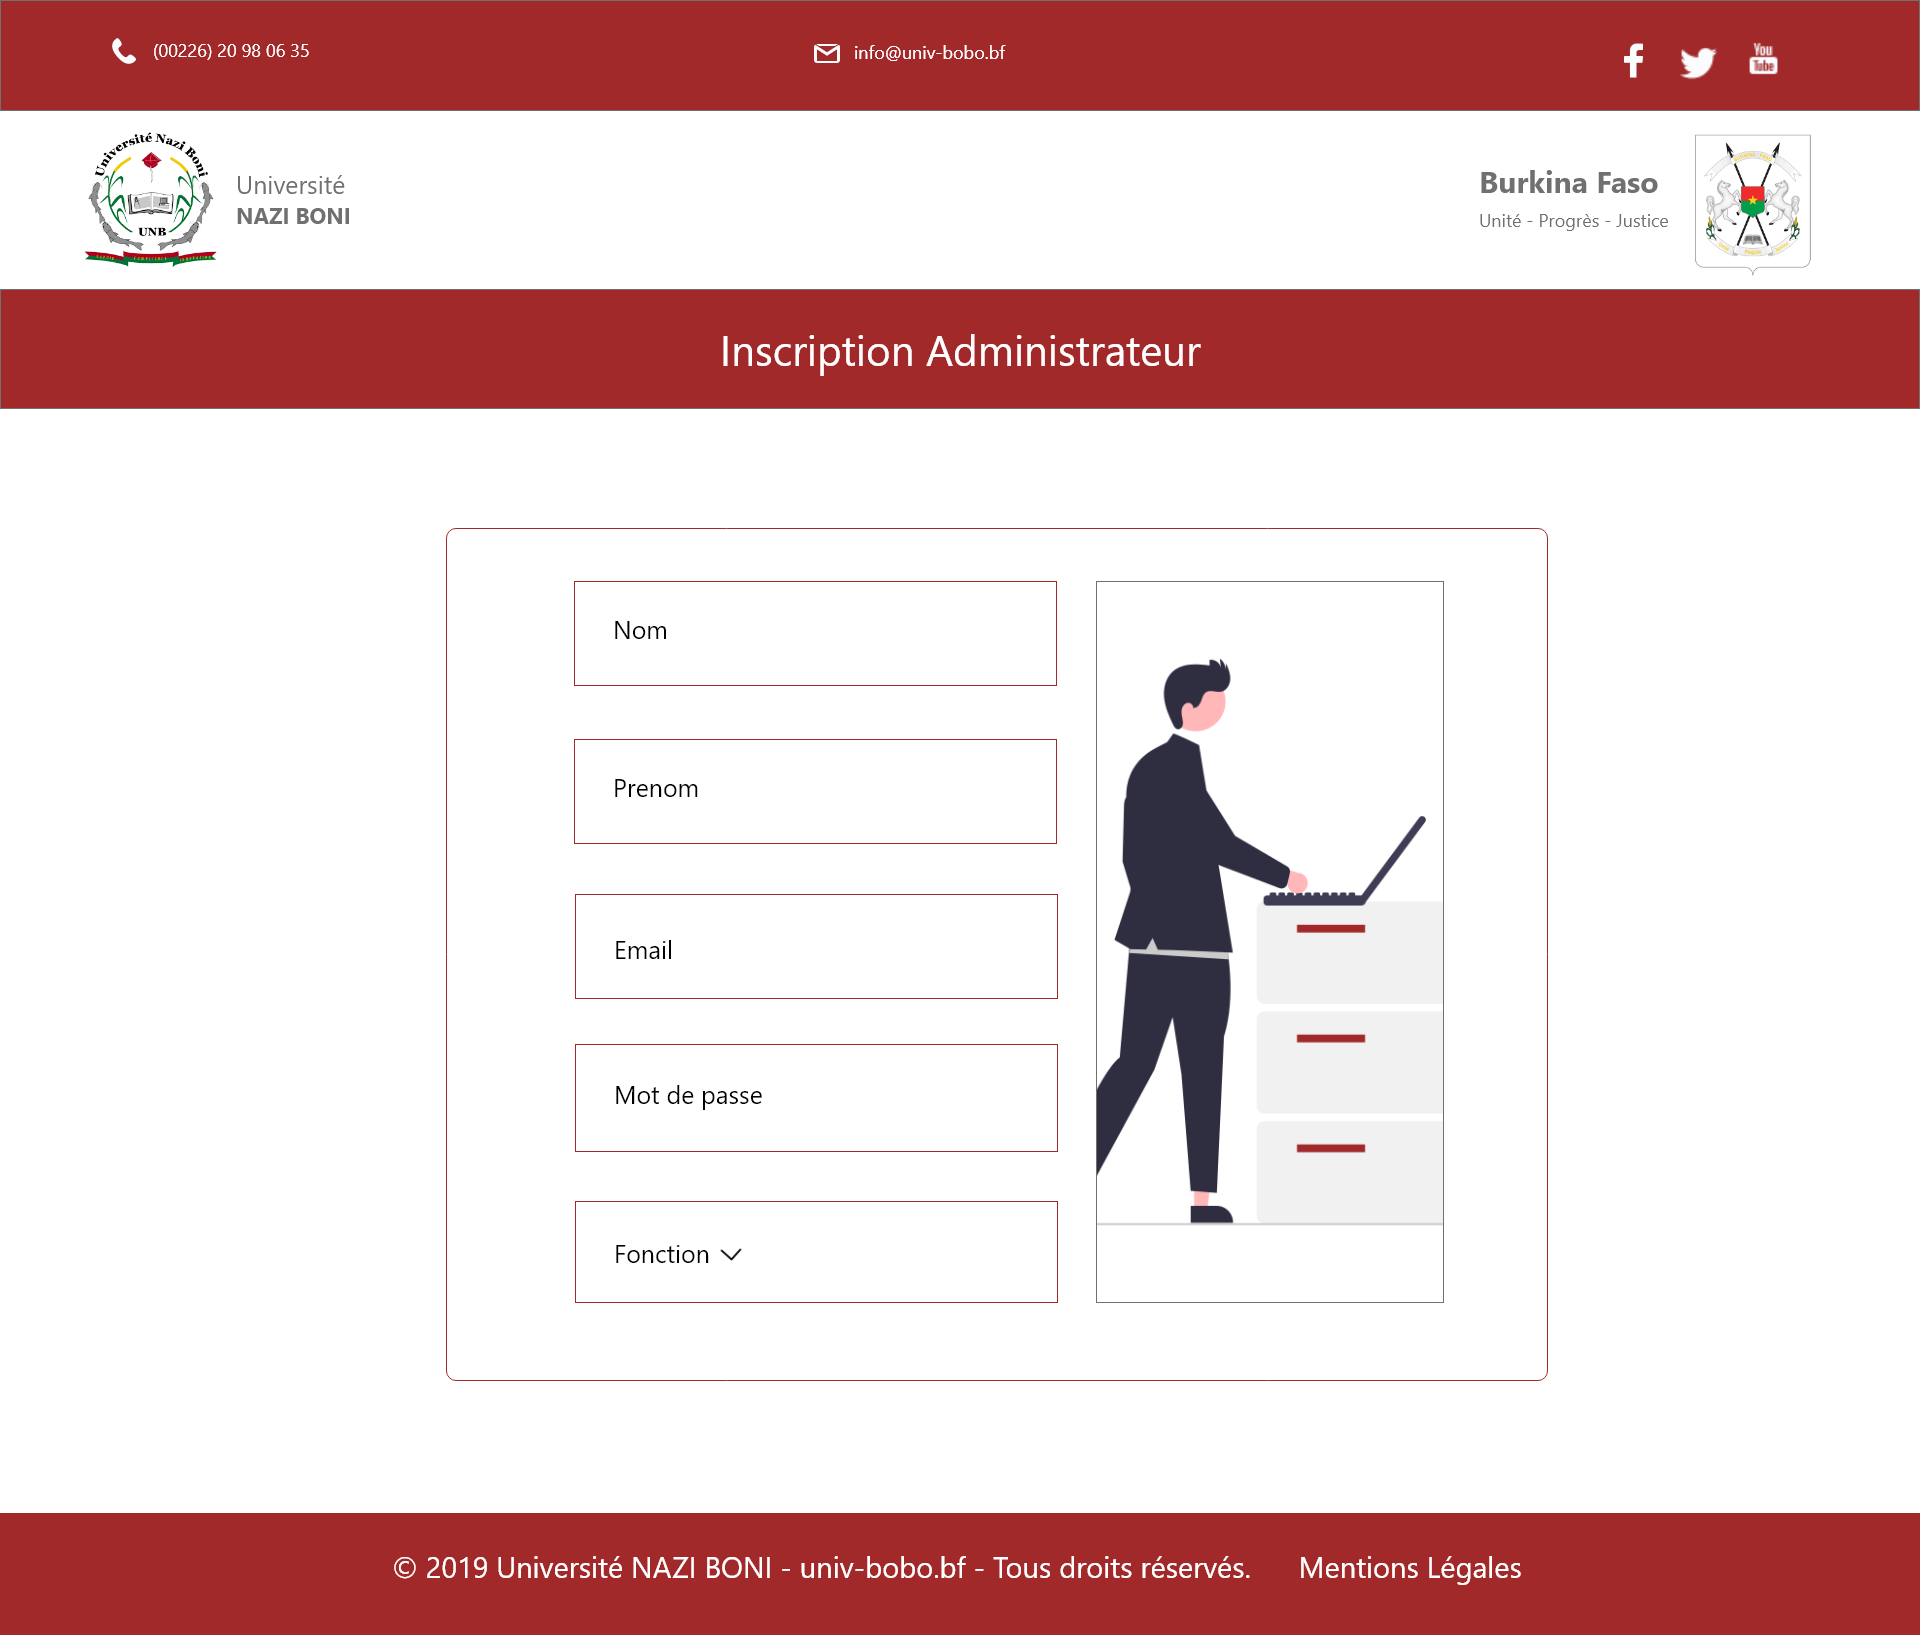 (00226) 20 98 06 35
info@univ-bobo.bf
You
Tube
Université Nazi Boni
UNB
Université
NAZI BONI
Burkina Faso
Unité - Progrès - Justice
Inscription Administrateur
Nom
Prenom
Email
Mot de passe
Fonction
© 2019 Université NAZI BONI - univ-bobo.bf - Tous droits réservés.
Mentions Légales